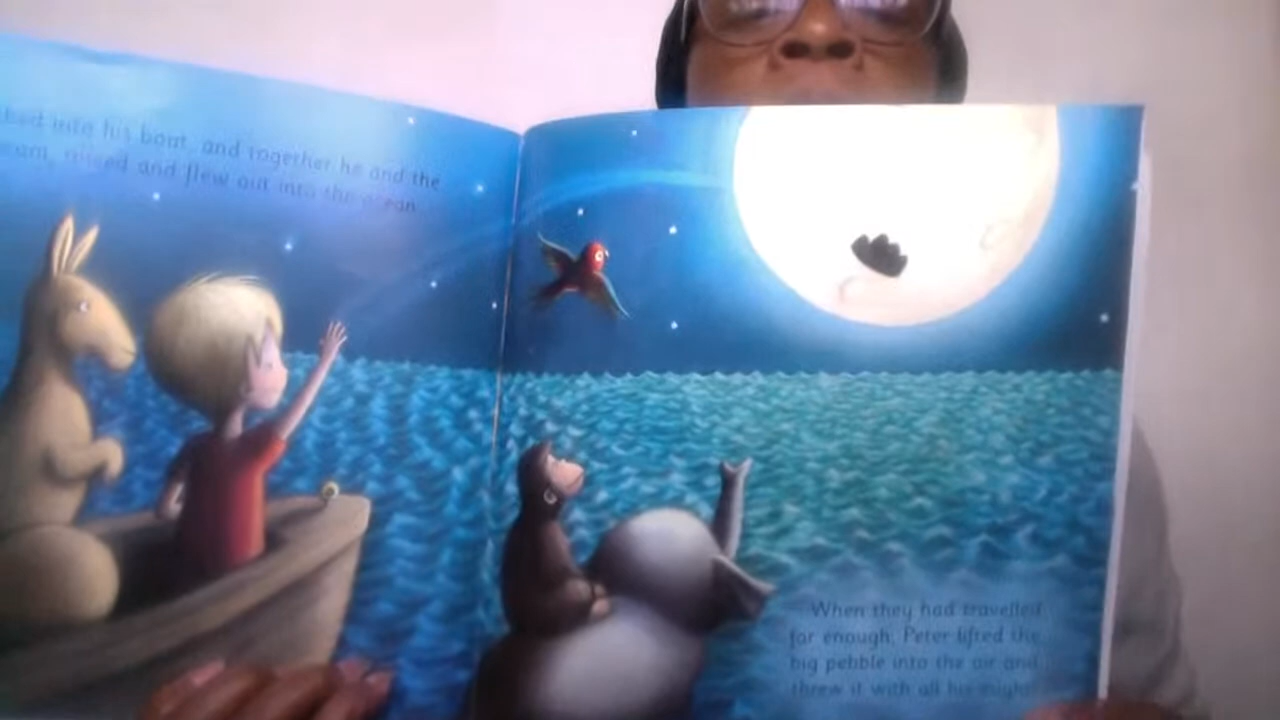 into his boat, and together he and the
and flew out into the ocean.
When they had travelled
far enough, Peter lifted the
big pebble into the air and
threw it with all his might